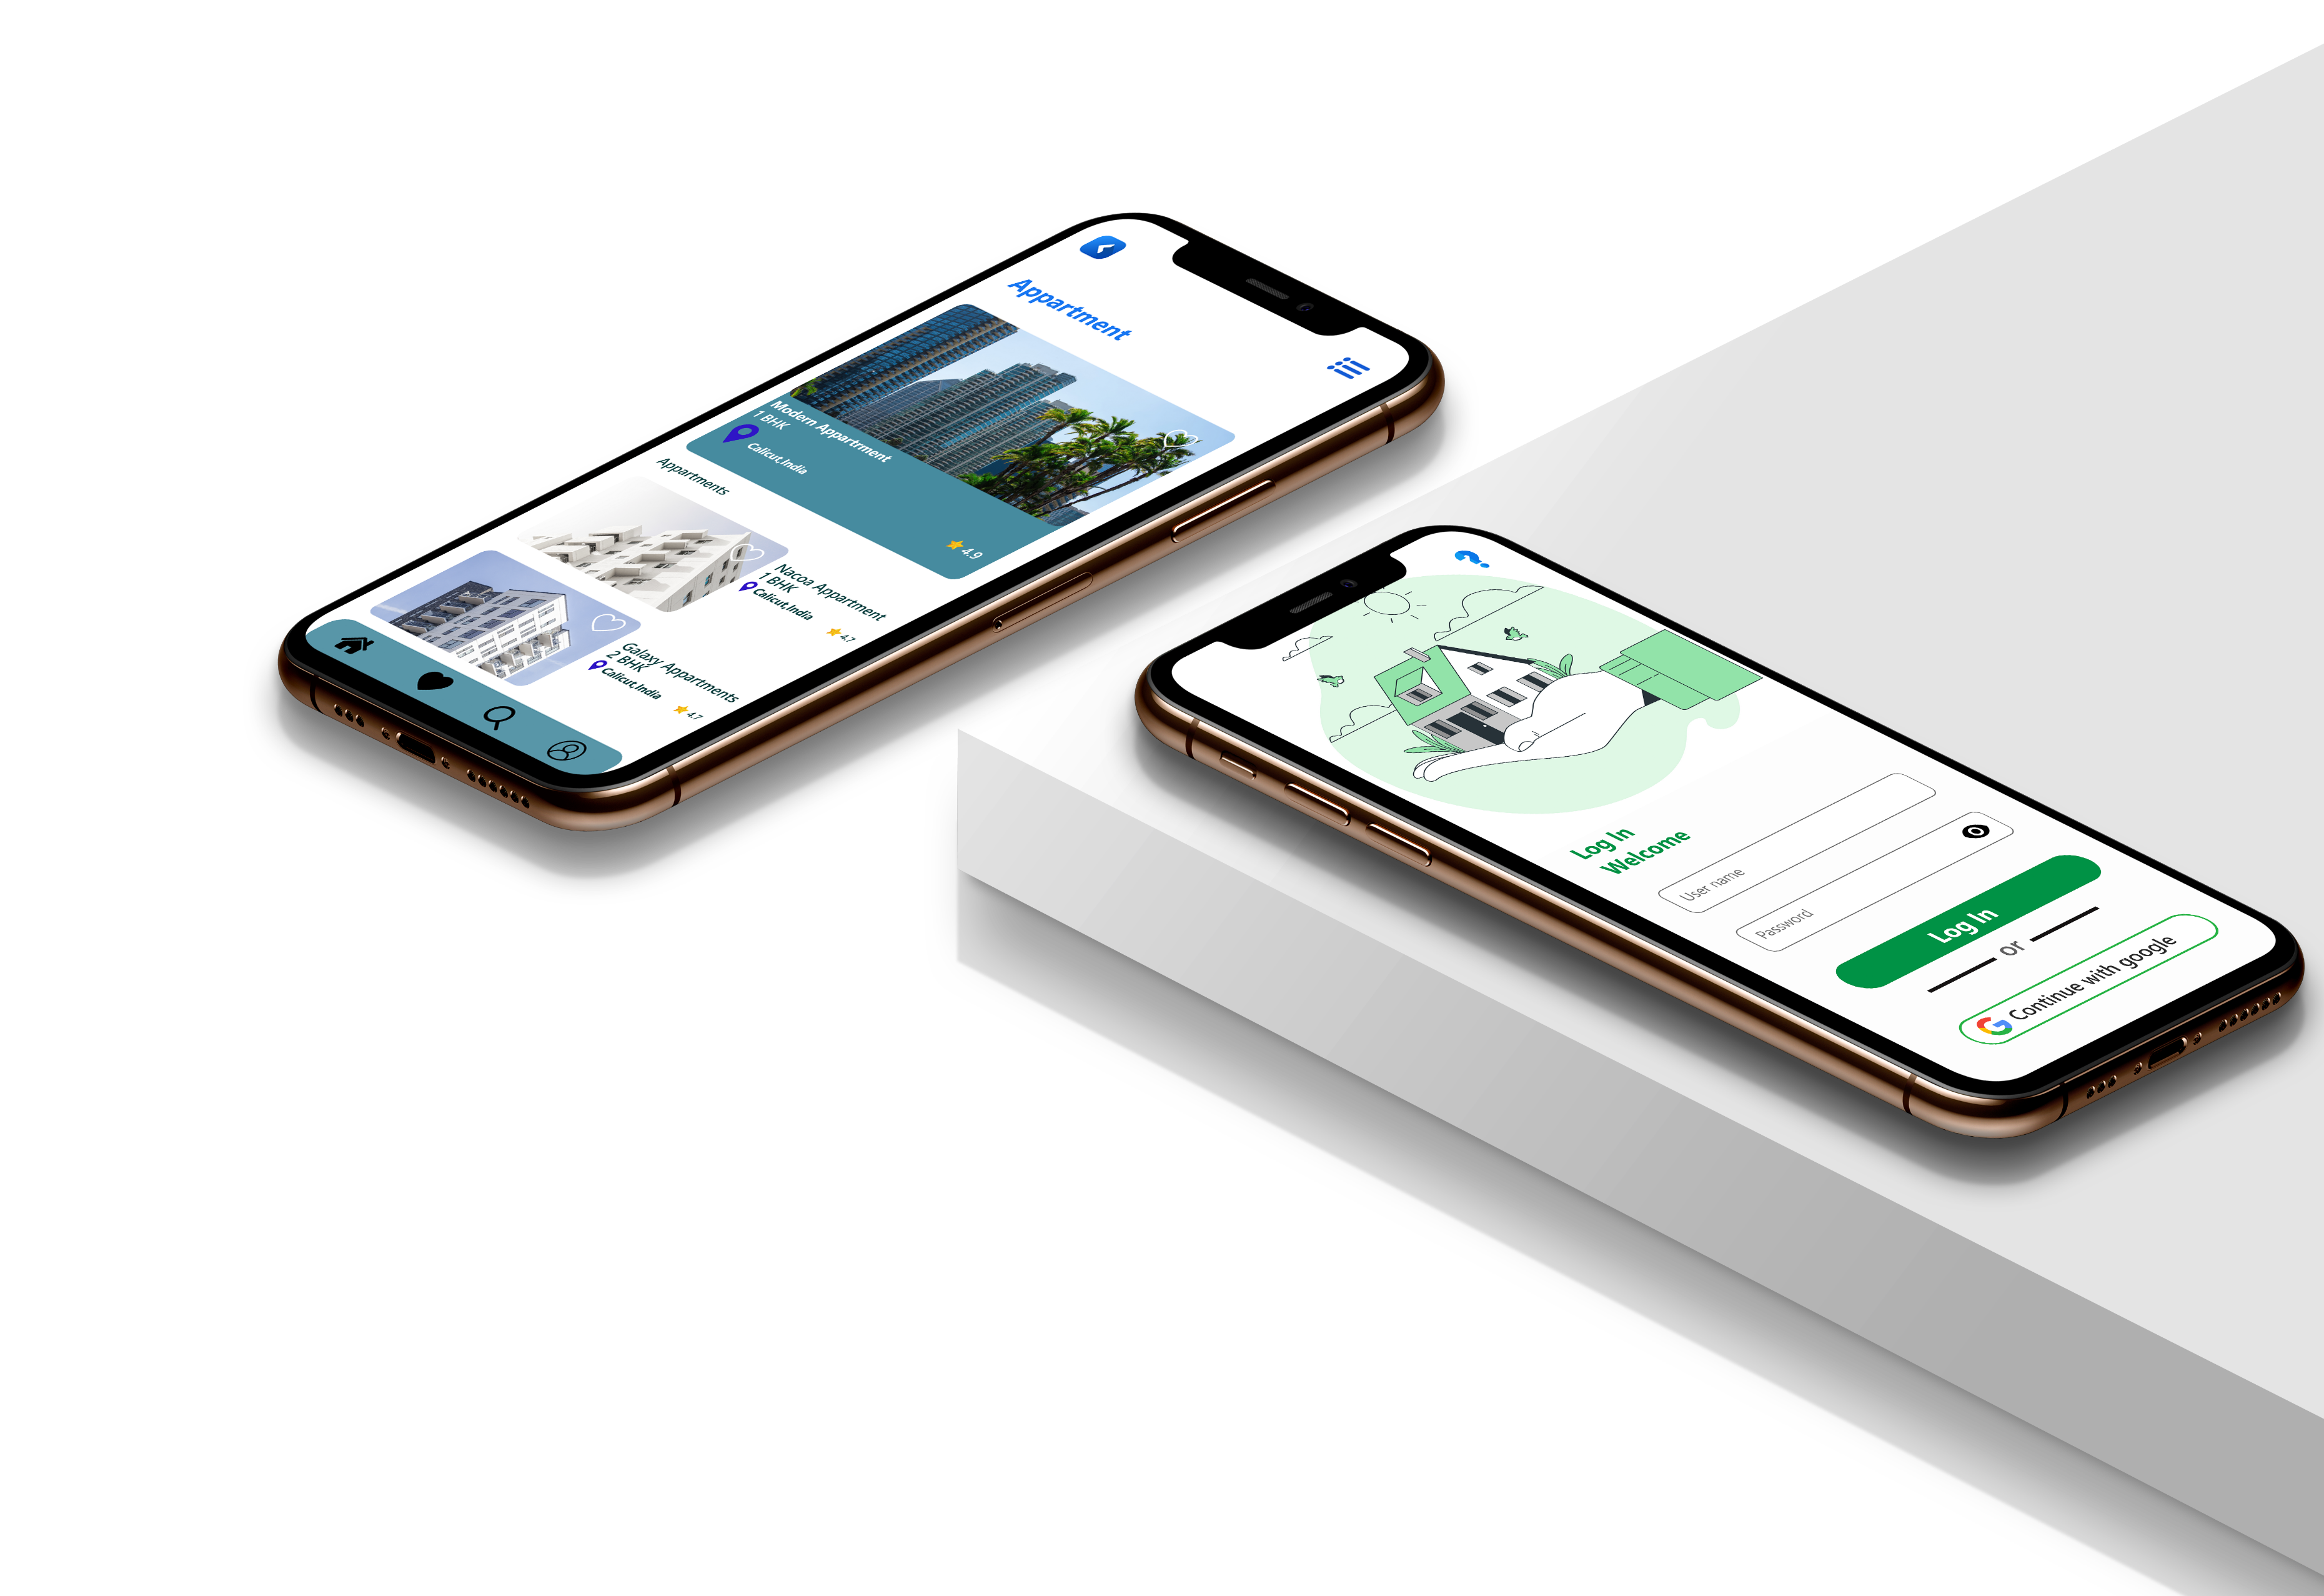 Appartment
Modern Appartrment
1 BHK
Calicut,India
4.9
Appartments
Nacoa Appartment
1 BHK
Calicut,India
4.7
Galaxy Appartments
2 BHK
Calicut,India
4.7
?
Log In
Welcome
User name
Password
Log In
or
Continue with google